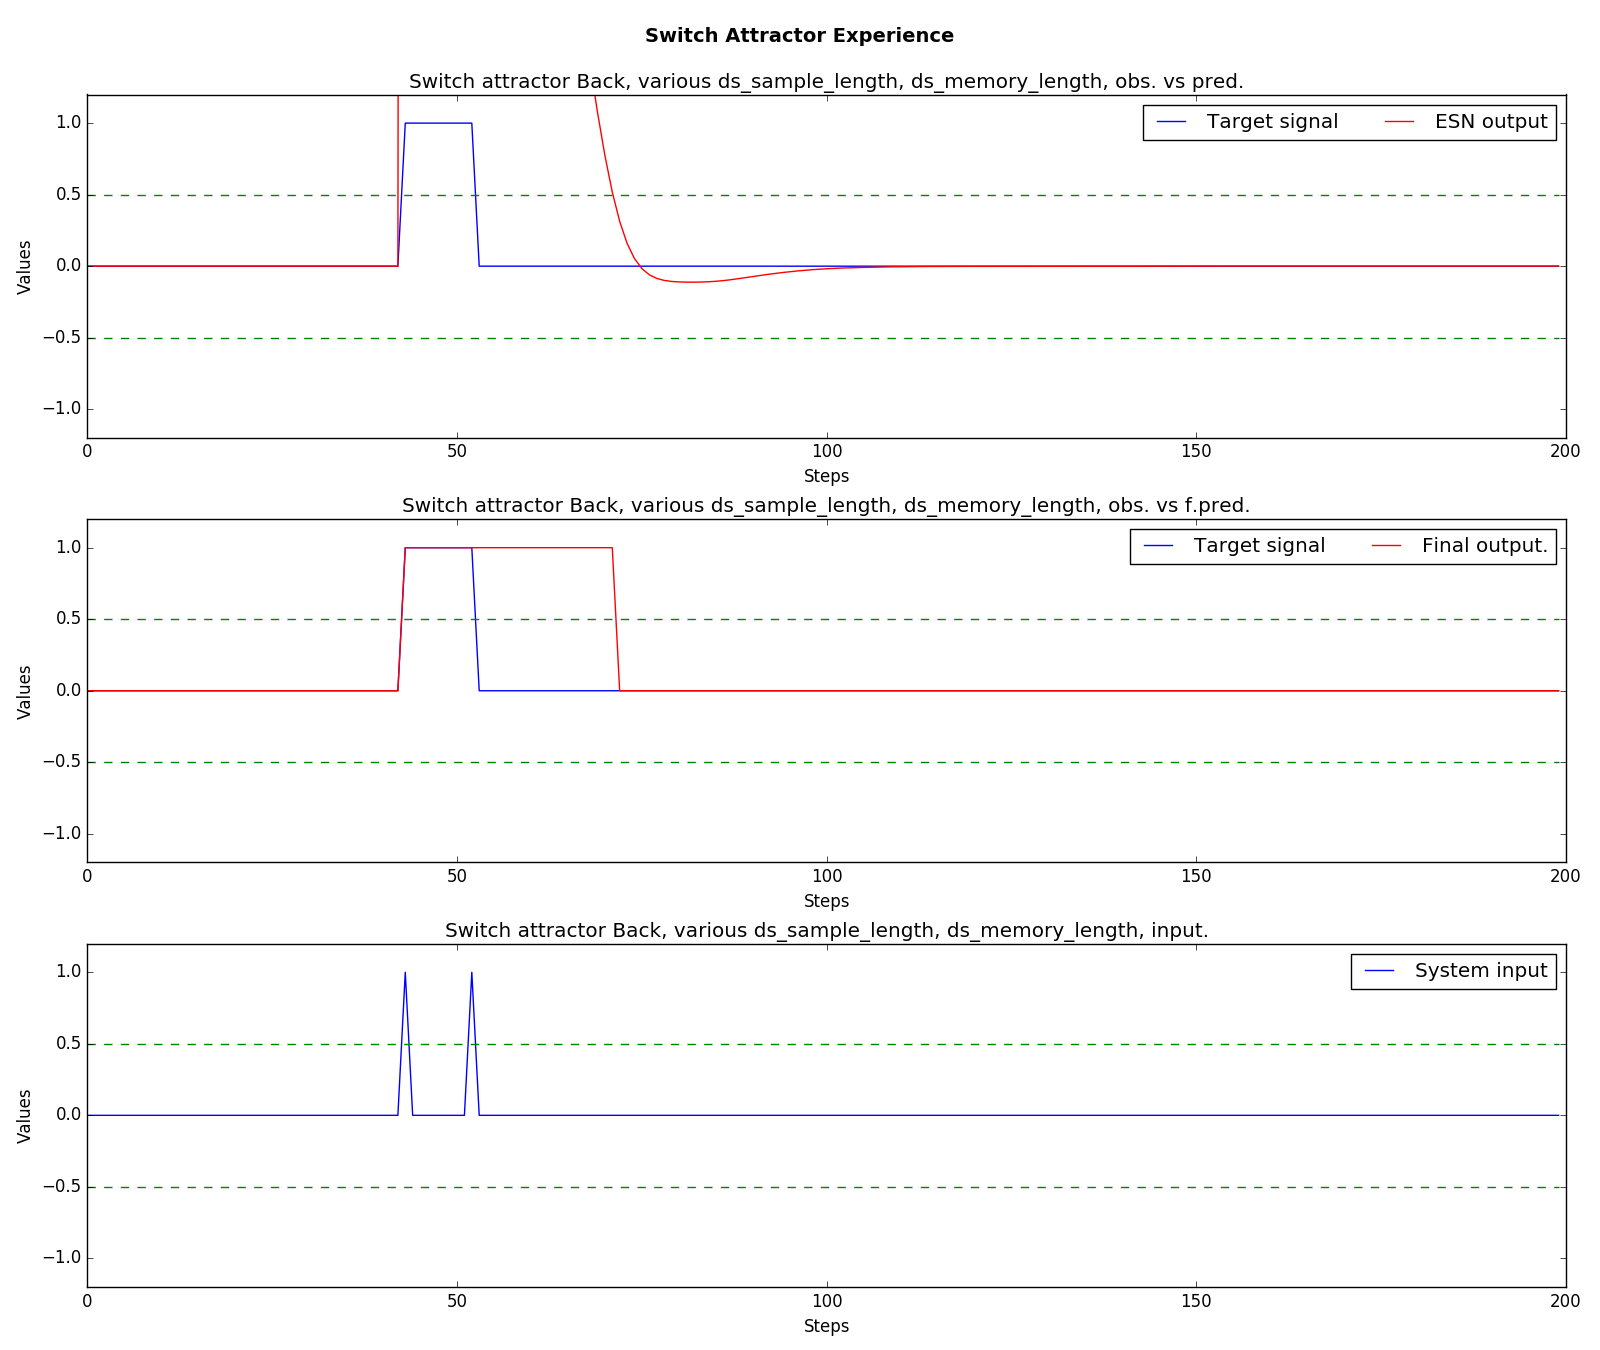 Switch Attractor Experience
Switch attractor Back, various ds_sample_length, ds_memory_length, obs. vs pred.
Target signal ESN output
1.0
0.5
0.0
−0.5
−1.0
Values
0 50 100 150 200
Steps
Switch attractor Back, various ds_sample_length, ds_memory_length, obs. vs f.pred.
Target signal Final output.
1.0
0.5
0.0
−0.5
−1.0
Values
0 50 100 150 200
Steps
Switch attractor Back, various ds_sample_length, ds_memory_length, input.
System input
1.0
0.5
0.0
−0.5
−1.0
Values
0 50 100 150 200
Steps